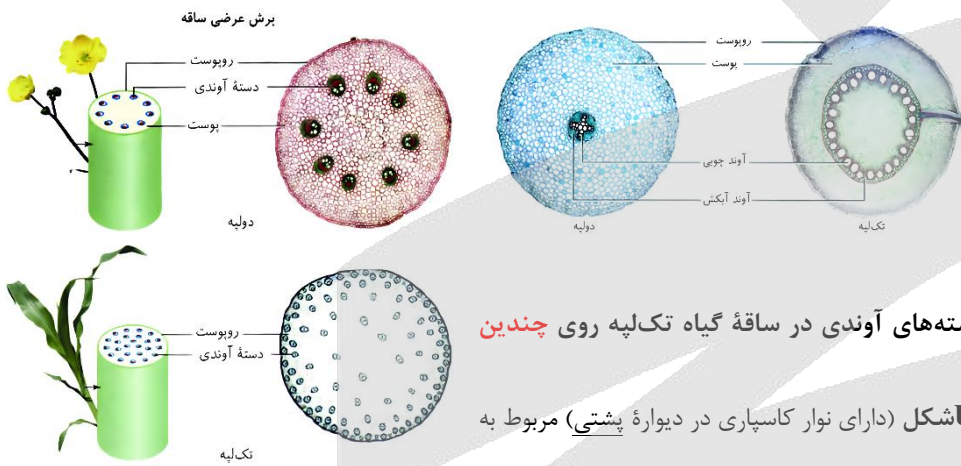 برش عرضی ساقه
روپوست
دستهٔ آوندی
پوست
دولپه
روپوست
پوست
آوند چوبی
آوند آبکش
دولپه
تک‌لپه
روپوست
دستهٔ آوندی
تک‌لپه
سته‌های آوندی در ساقهٔ گیاه تک‌لپه روی چندین
اشکل (دارای نوار کاسپاری در دیوارهٔ پشتی) مربوط به